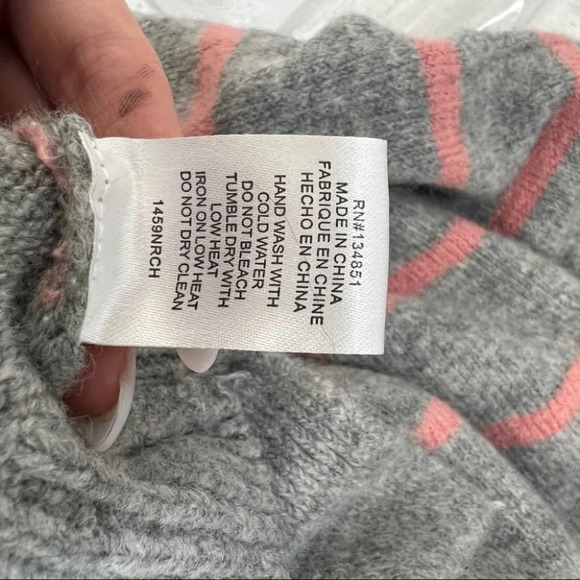 RN#134851
MADE IN CHINA
FABRIQUE EN CHINE
HECHO EN CHINA
HAND WASH WITH
COLD WATER
DO NOT BLEACH
TUMBLE DRY WITH
LOW HEAT
IRON ON LOW HEAT
DO NOT DRY CLEAN
1459NRCH